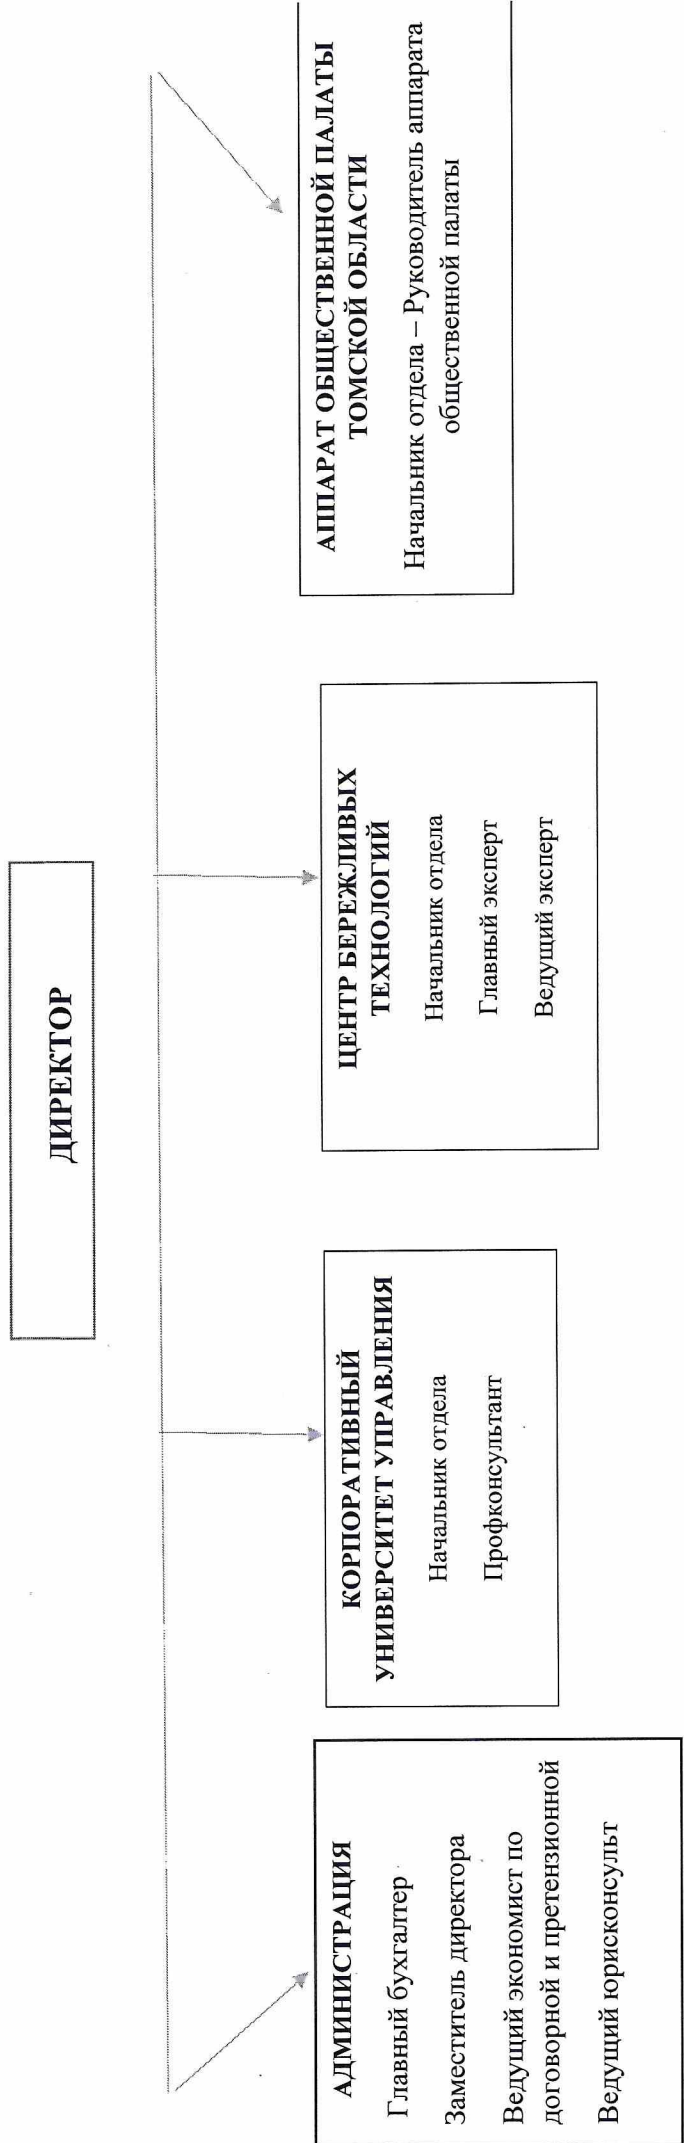 ДИРЕКТОР
АДМИНИСТРАЦИЯ
Главный бухгалтер
Заместитель директора
Ведущий экономист по
договорной и претензионной
Ведущий юрисконсульт
КОРПОРАТИВНЫЙ
УНИВЕРСИТЕТ УПРАВЛЕНИЯ
Начальник отдела
Профконсультант
ЦЕНТР БЕРЕЖЛИВЫХ
ТЕХНОЛОГИЙ
Начальник отдела
Главный эксперт
Ведущий эксперт
АППАРАТ ОБЩЕСТВЕННОЙ ПАЛАТЫ
ТОМСКОЙ ОБЛАСТИ
Начальник отдела – Руководитель аппарата
общественной палаты